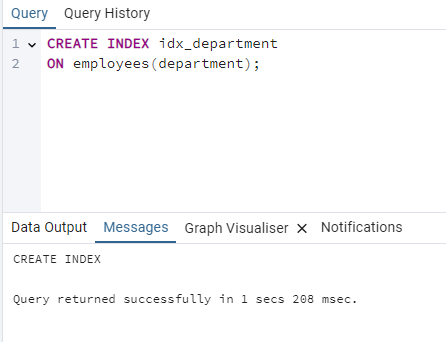 Query Query History
1 CREATE INDEX idx_department
2 ON employees(department);
Data Output Messages Graph Visualiser Notifications
CREATE INDEX
Query returned successfully in 1 secs 208 msec.